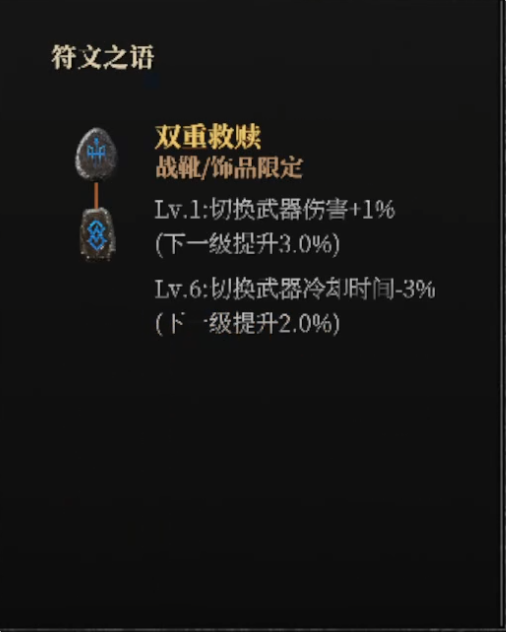 符文之语
双重救赎
战靴/饰品限定
Lv.1:切换武器伤害+1%
(下一级提升3.0%)
Lv.6:切换武器冷却时间-3%
(下一级提升2.0%)